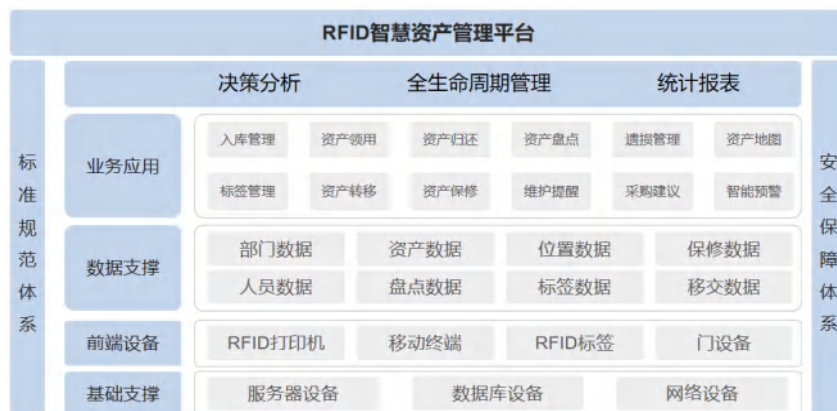 RFID智慧资产管理平台
决策分析 全生命周期管理 统计报表
标准规范体系
业务应用
入库管理 资产领用 资产归还 资产盘点 遗损管理 资产地图
标签管理 资产转移 资产保修 维护提醒 采购建议 智能预警
数据支撑
部门数据 资产数据 位置数据 保修数据
人员数据 盘点数据 标签数据 移交数据
前端设备
RFID打印机 移动终端 RFID标签 门设备
基础支撑
服务器设备 数据库设备 网络设备
安全保障体系